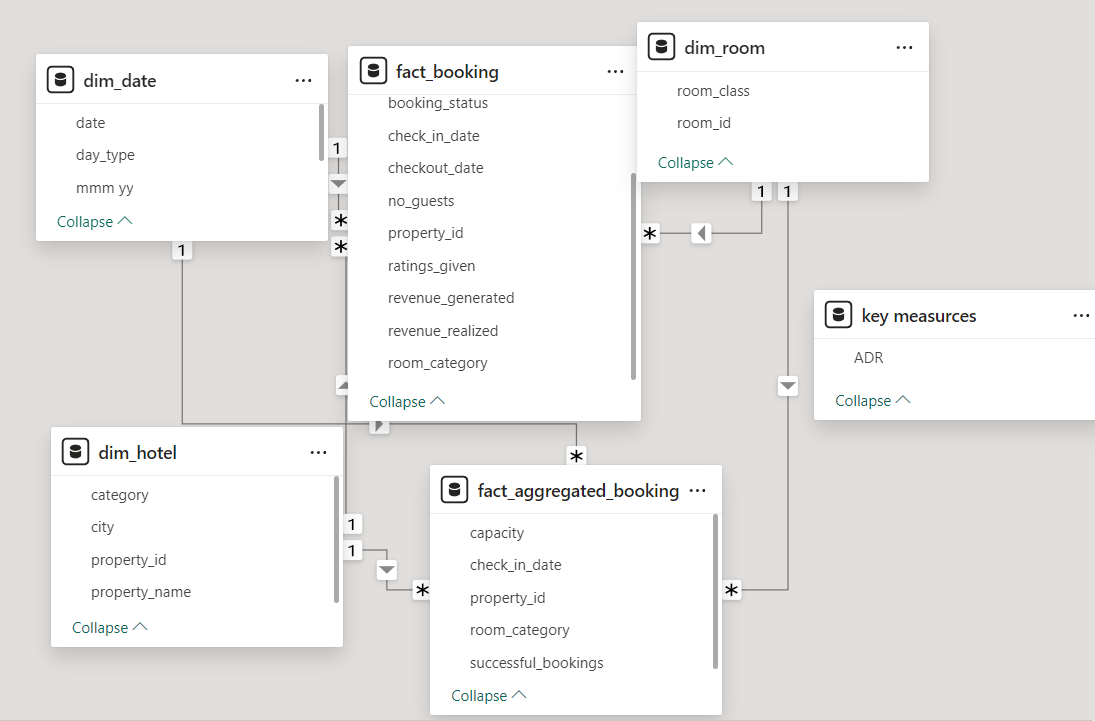 dim_date
date
day_type
mmm yy
Collapse
fact_booking
booking_status
check_in_date
checkout_date
no_guests
property_id
ratings_given
revenue_generated
revenue_realized
room_category
Collapse
dim_room
room_class
room_id
Collapse
key measurces
ADR
Collapse
dim_hotel
category
city
property_id
property_name
Collapse
fact_aggregated_booking
capacity
check_in_date
property_id
room_category
successful_bookings
Collapse
1
*
*
1
1
1
*
1
1
*
*
*